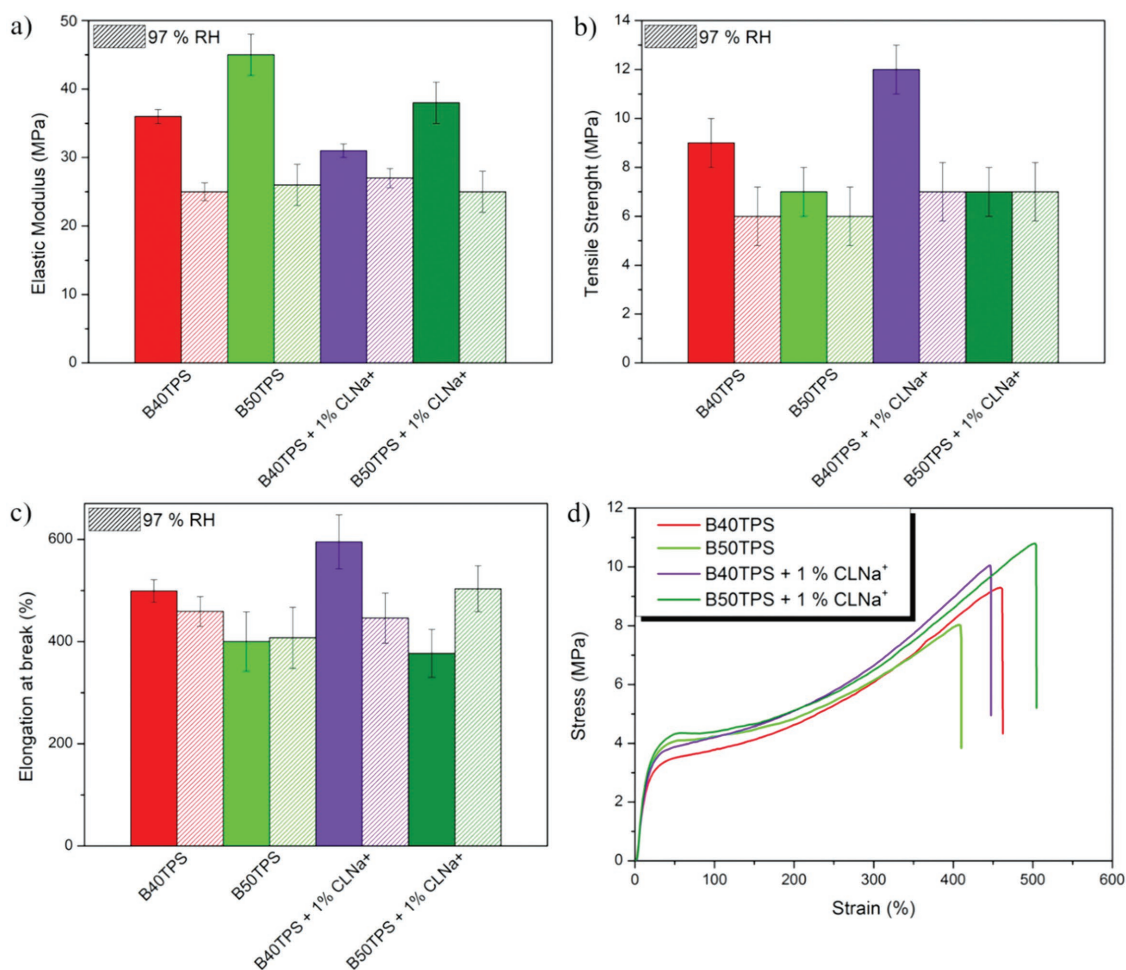 a)
97 % RH
Elastic Modulus (MPa)
50
40
30
20
10
0
B40TPS
B50TPS
B40TPS + 1% CLNa+
B50TPS + 1% CLNa+
b)
97 % RH
Tensile Strenght (MPa)
14
12
10
8
6
4
2
0
B40TPS
B50TPS
B40TPS + 1% CLNa+
B50TPS + 1% CLNa+
c)
97 % RH
Elongation at break (%)
600
400
200
0
B40TPS
B50TPS
B40TPS + 1% CLNa+
B50TPS + 1% CLNa+
d)
B40TPS
B50TPS
B40TPS + 1 % CLNa⁺
B50TPS + 1 % CLNa⁺
Stress (MPa)
12
10
8
6
4
2
0
0 100 200 300 400 500 600
Strain (%)